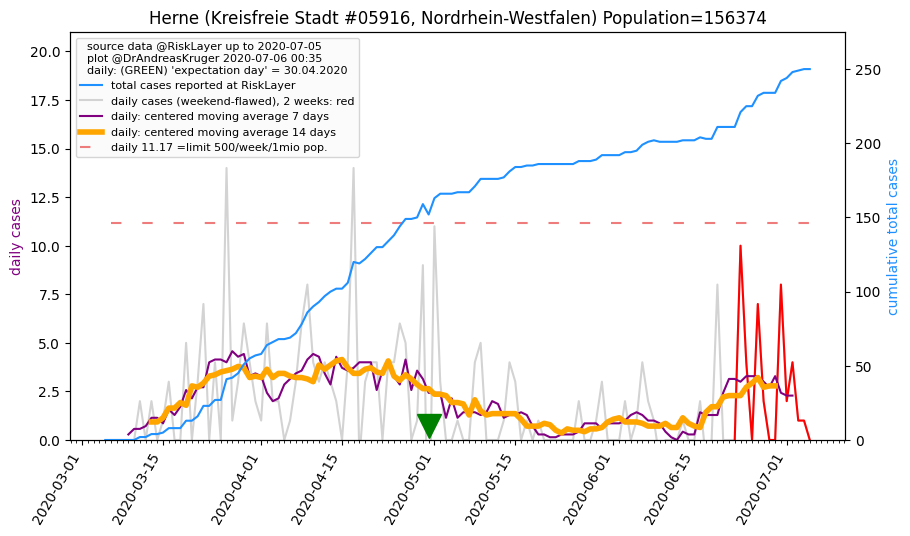 Herne (Kreisfreie Stadt #05916, Nordrhein-Westfalen) Population=156374
source data @RiskLayer up to 2020-07-05
plot @DrAndreasKruger 2020-07-06 00:35
daily: (GREEN) 'expectation day' = 30.04.2020
total cases reported at RiskLayer
daily cases (weekend-flawed), 2 weeks: red
daily: centered moving average 7 days
daily: centered moving average 14 days
daily 11.17 =limit 500/week/1mio pop.
daily cases
20.0
17.5
15.0
12.5
10.0
7.5
5.0
2.5
0.0
cumulative total cases
250
200
150
100
50
0
2020-03-01
2020-03-15
2020-04-01
2020-04-15
2020-05-01
2020-05-15
2020-06-01
2020-06-15
2020-07-01